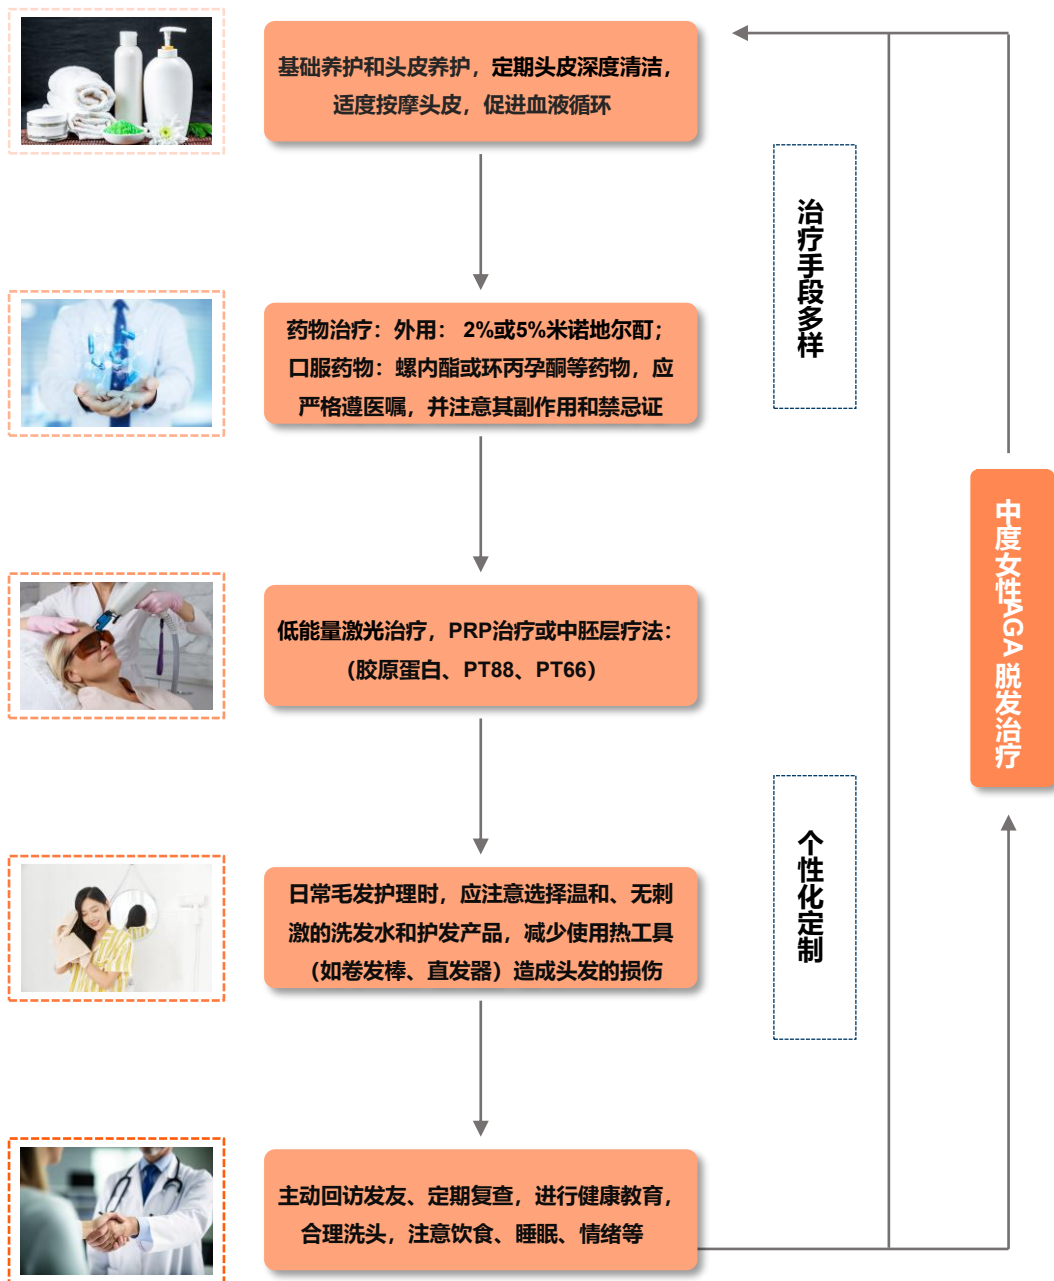 基础养护和头皮养护，定期头皮深度清洁，
适度按摩头皮，促进血液循环
药物治疗：外用： 2%或5%米诺地尔酊；
口服药物：螺内酯或环丙孕酮等药物，应
严格遵医嘱，并注意其副作用和禁忌证
低能量激光治疗，PRP治疗或中胚层疗法：
（胶原蛋白、PT88、PT66）
日常毛发护理时，应注意选择温和、无刺
激的洗发水和护发产品，减少使用热工具
（如卷发棒、直发器）造成头发的损伤
主动回访发友、定期复查，进行健康教育，
合理洗头，注意饮食、睡眠、情绪等
治疗手段多样
个性化定制
中度女性AGA 脱发治疗